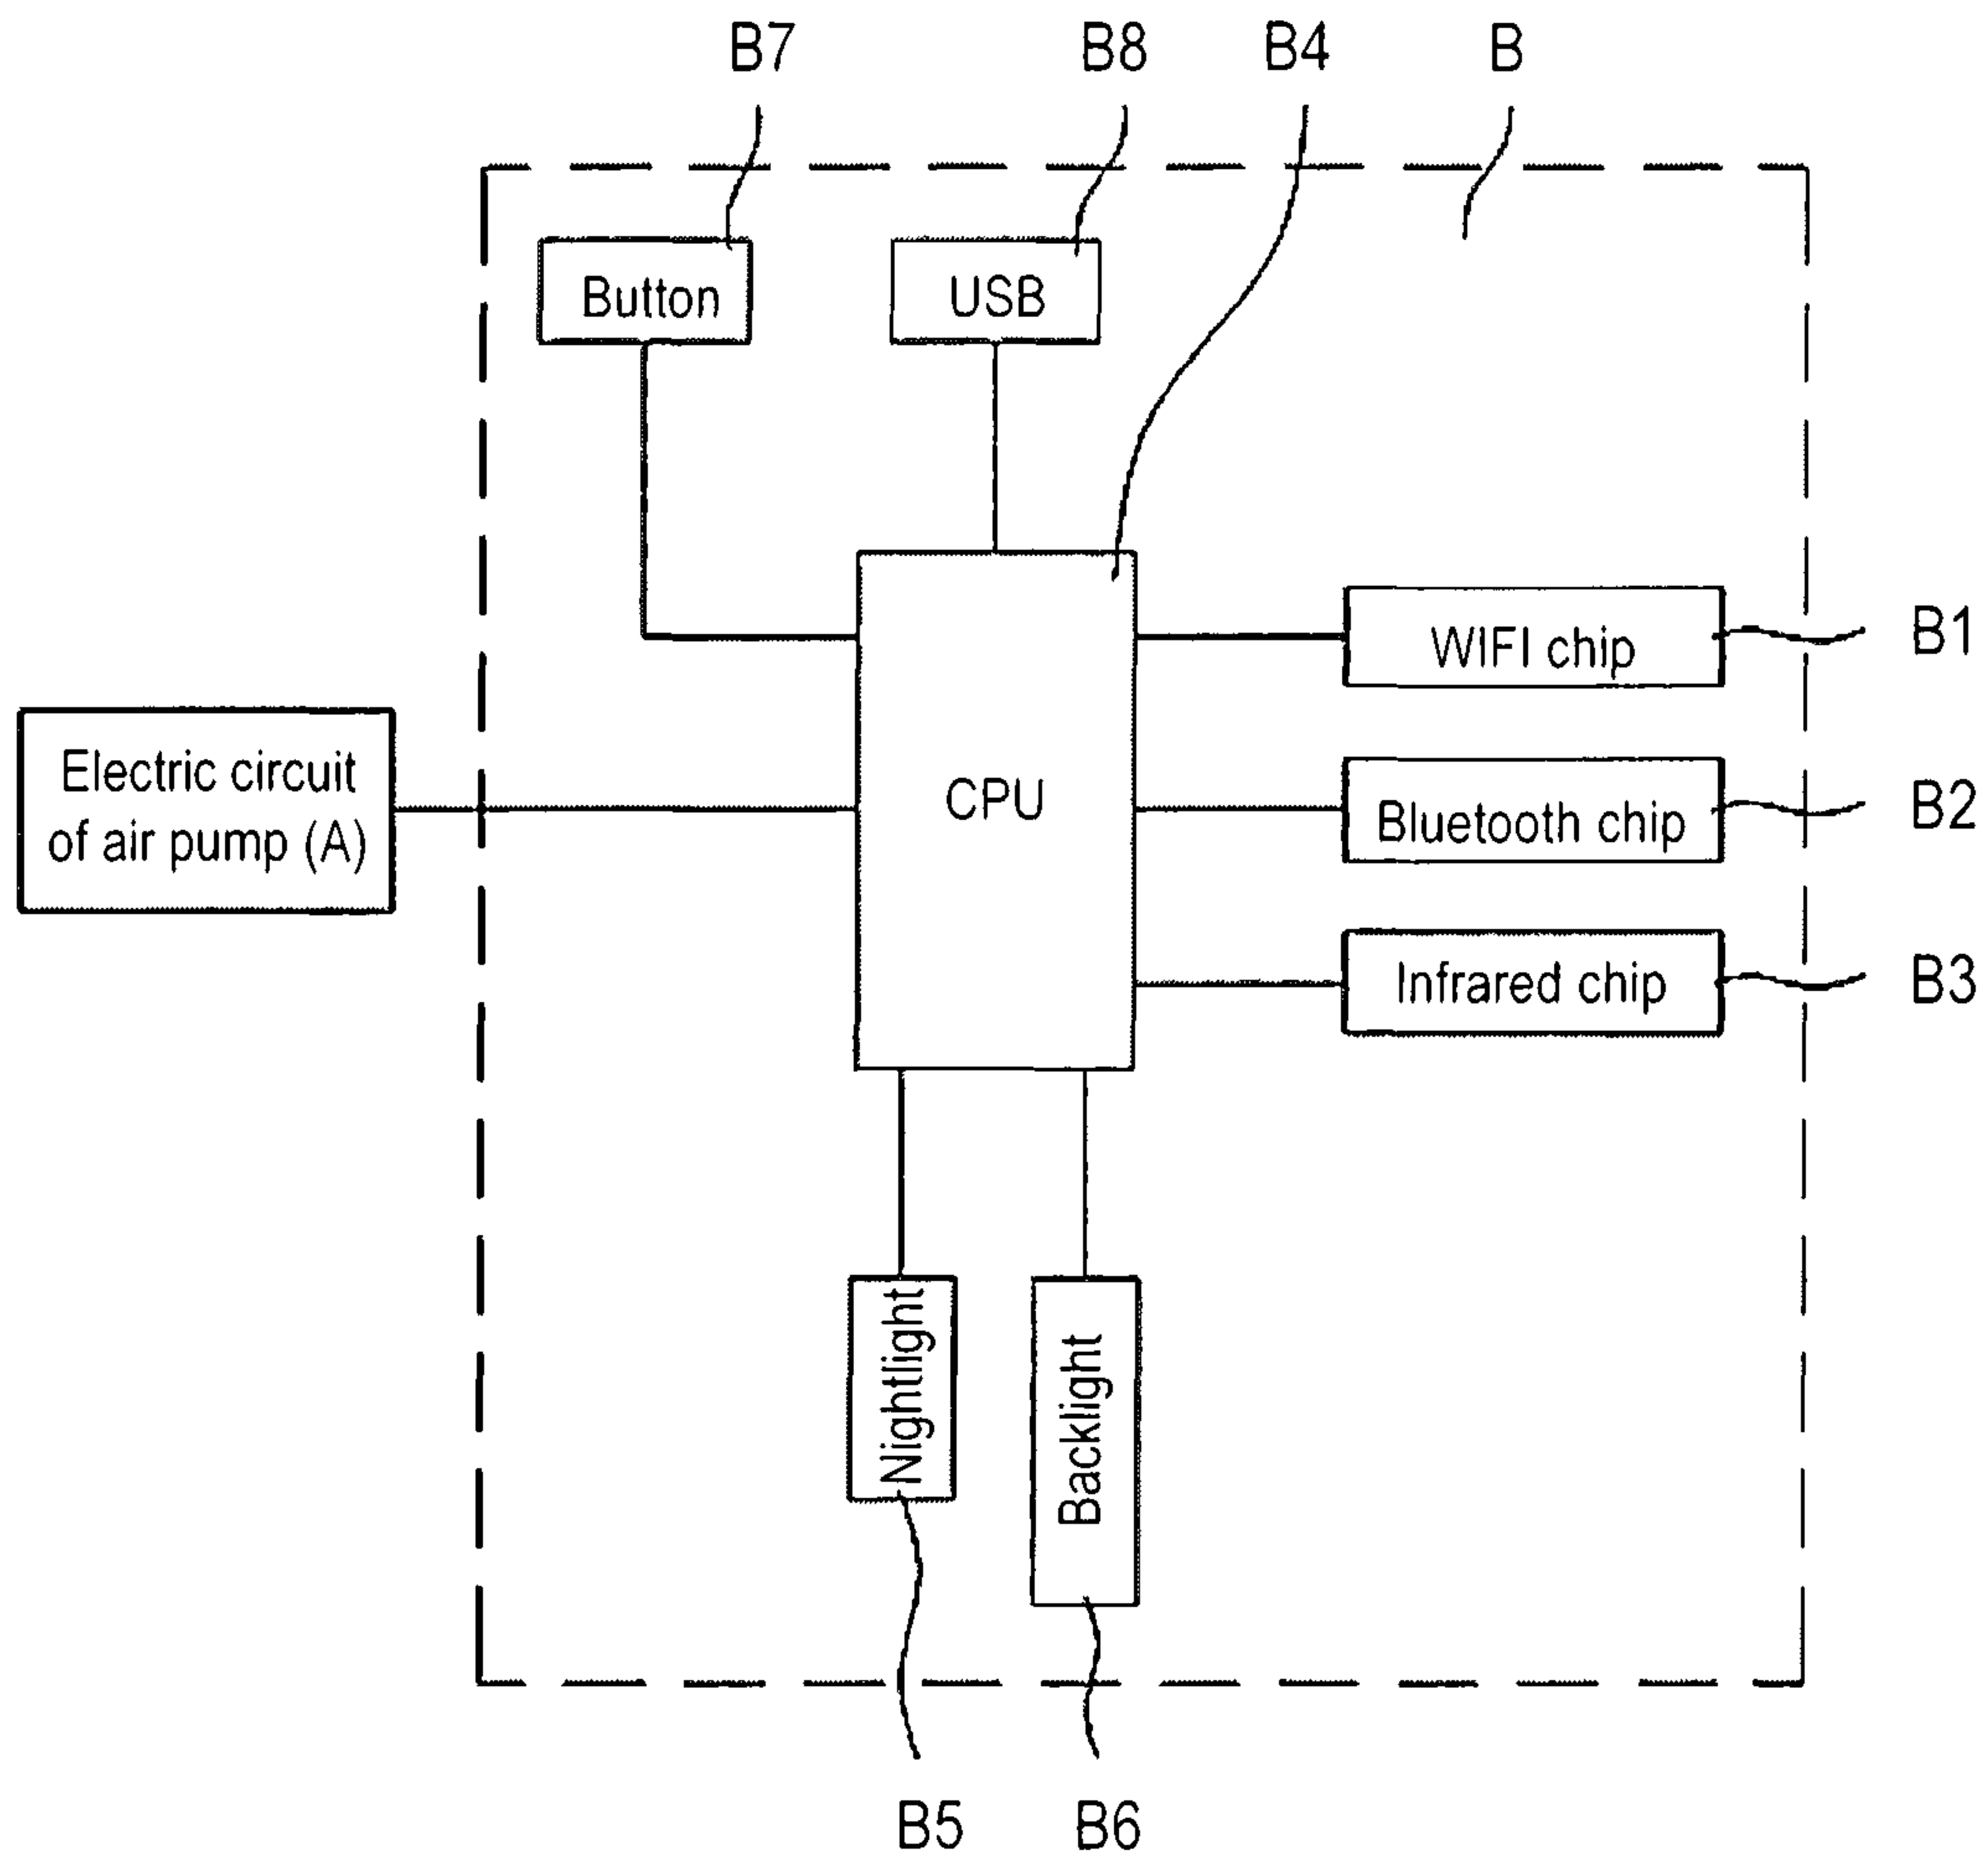 B7
B8
B4
B
Button
USB
WIFI chip
B1
Electric circuit
of air pump (A)
CPU
Bluetooth chip
B2
Infrared chip
B3
Nightlight
Backlight
B5
B6